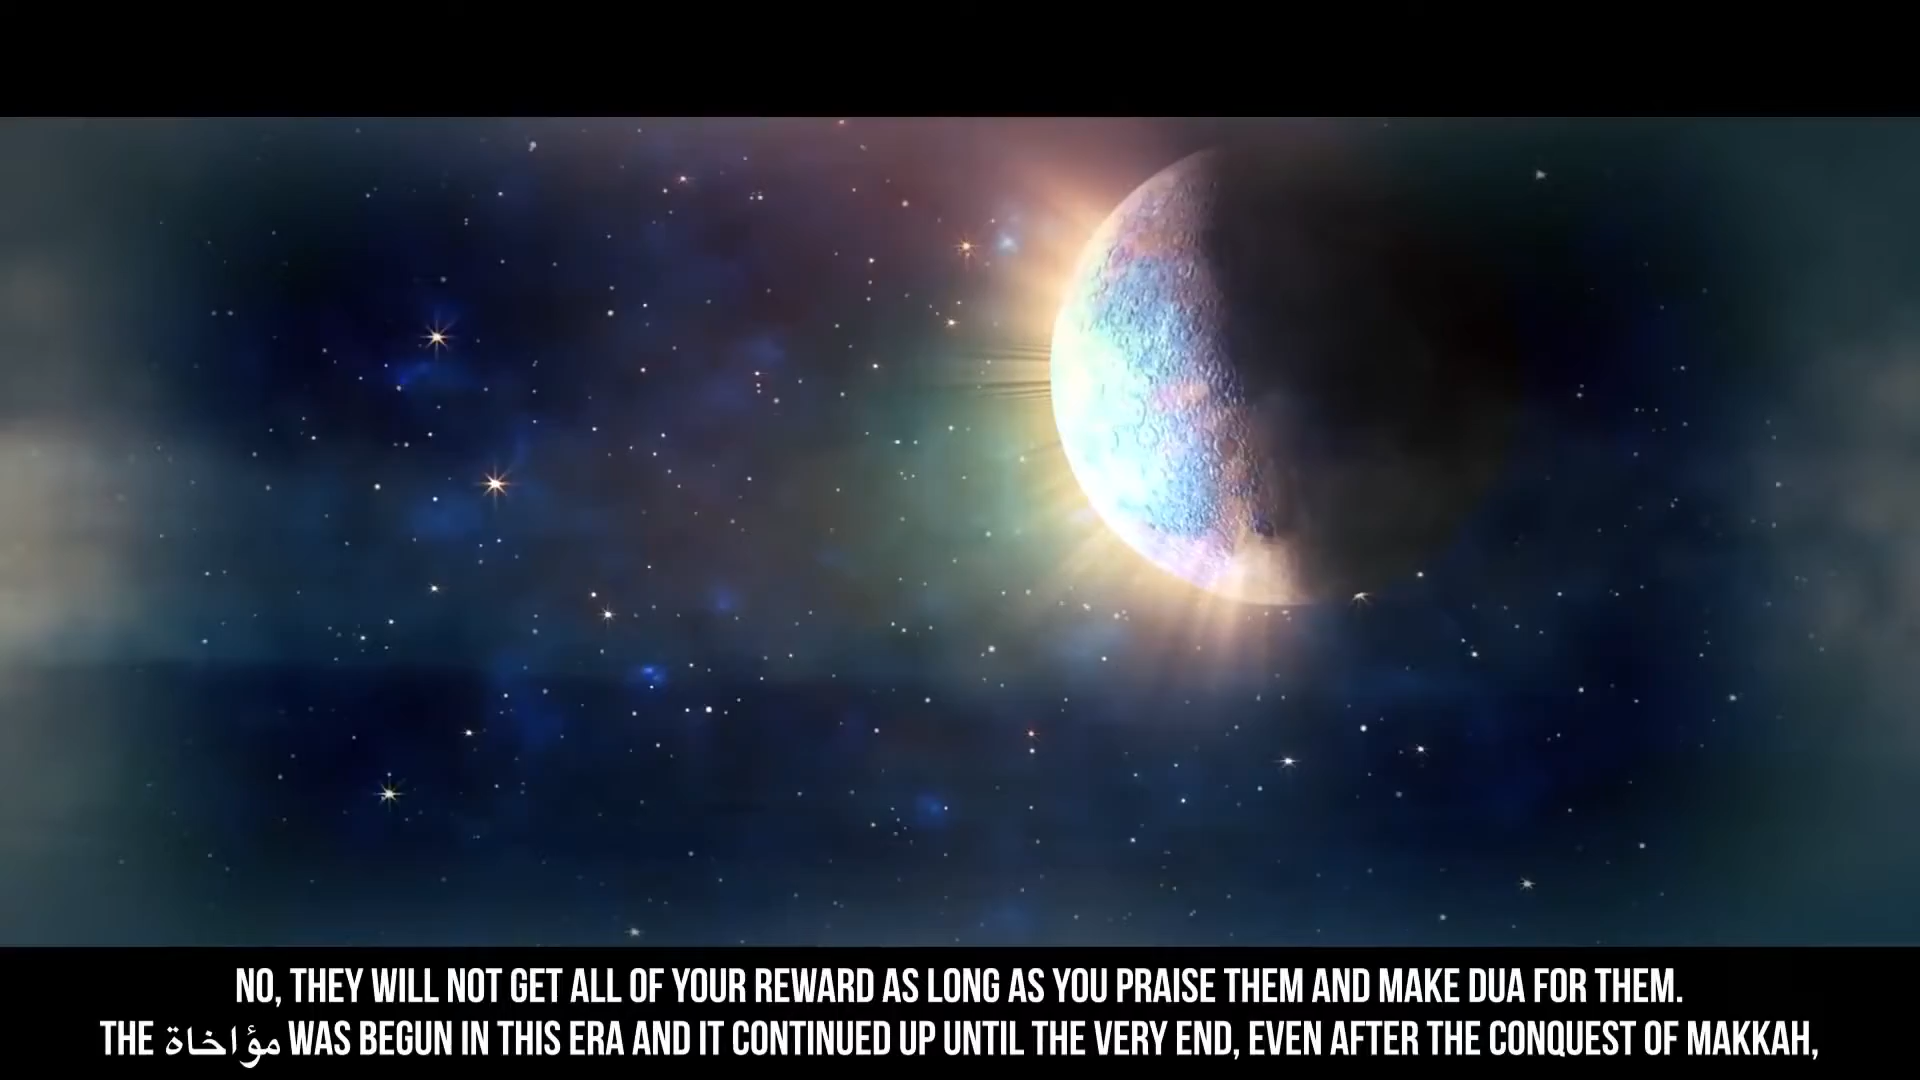 NO, THEY WILL NOT GET ALL OF YOUR REWARD AS LONG AS YOU PRAISE THEM AND MAKE DUA FOR THEM.
THE مؤاخاة WAS BEGUN IN THIS ERA AND IT CONTINUED UP UNTIL THE VERY END, EVEN AFTER THE CONQUEST OF MAKKAH,